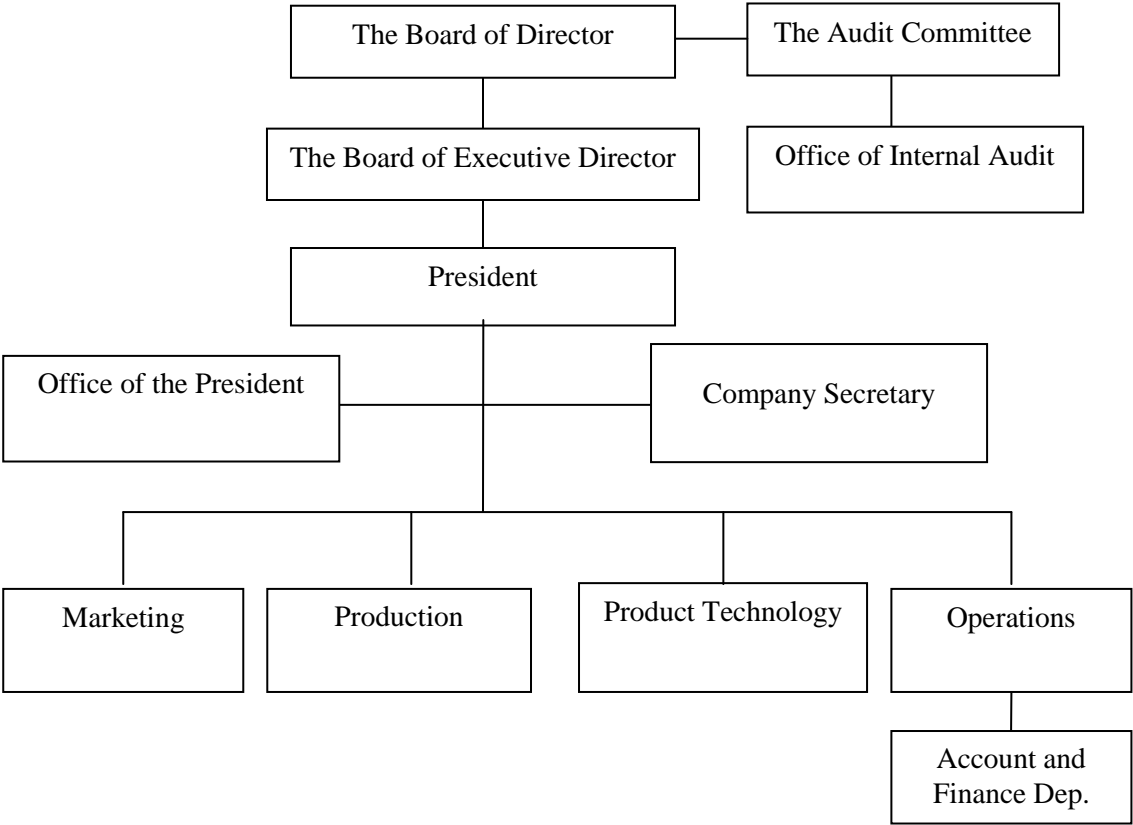 The Board of Director
The Audit Committee
The Board of Executive Director
Office of Internal Audit
President
Office of the President
Company Secretary
Marketing
Production
Product Technology
Operations
Account and
Finance Dep.